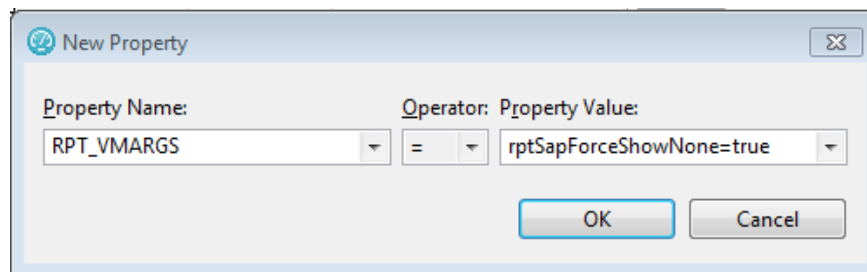 New Property
Property Name: Operator: Property Value:
RPT_VMARGS = rptSapForceShowNone=true
OK Cancel